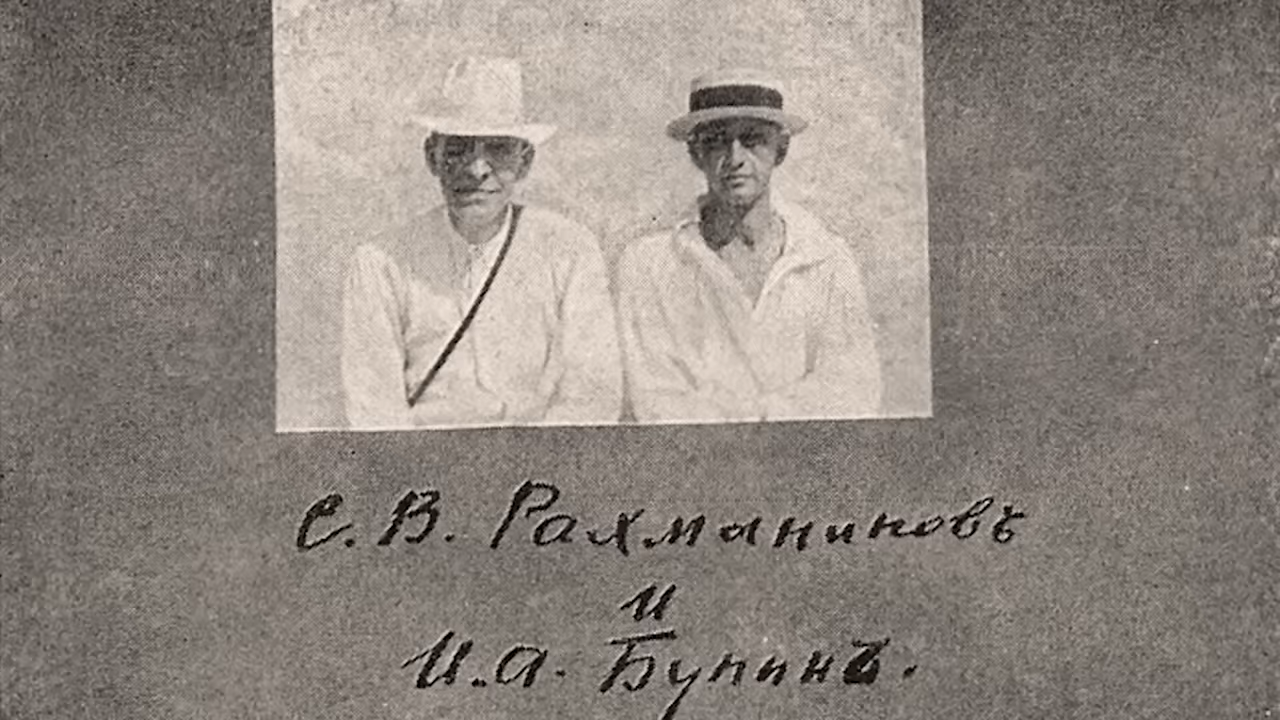 С. В. Рахманиновъ
и
И. А. Бунинъ.